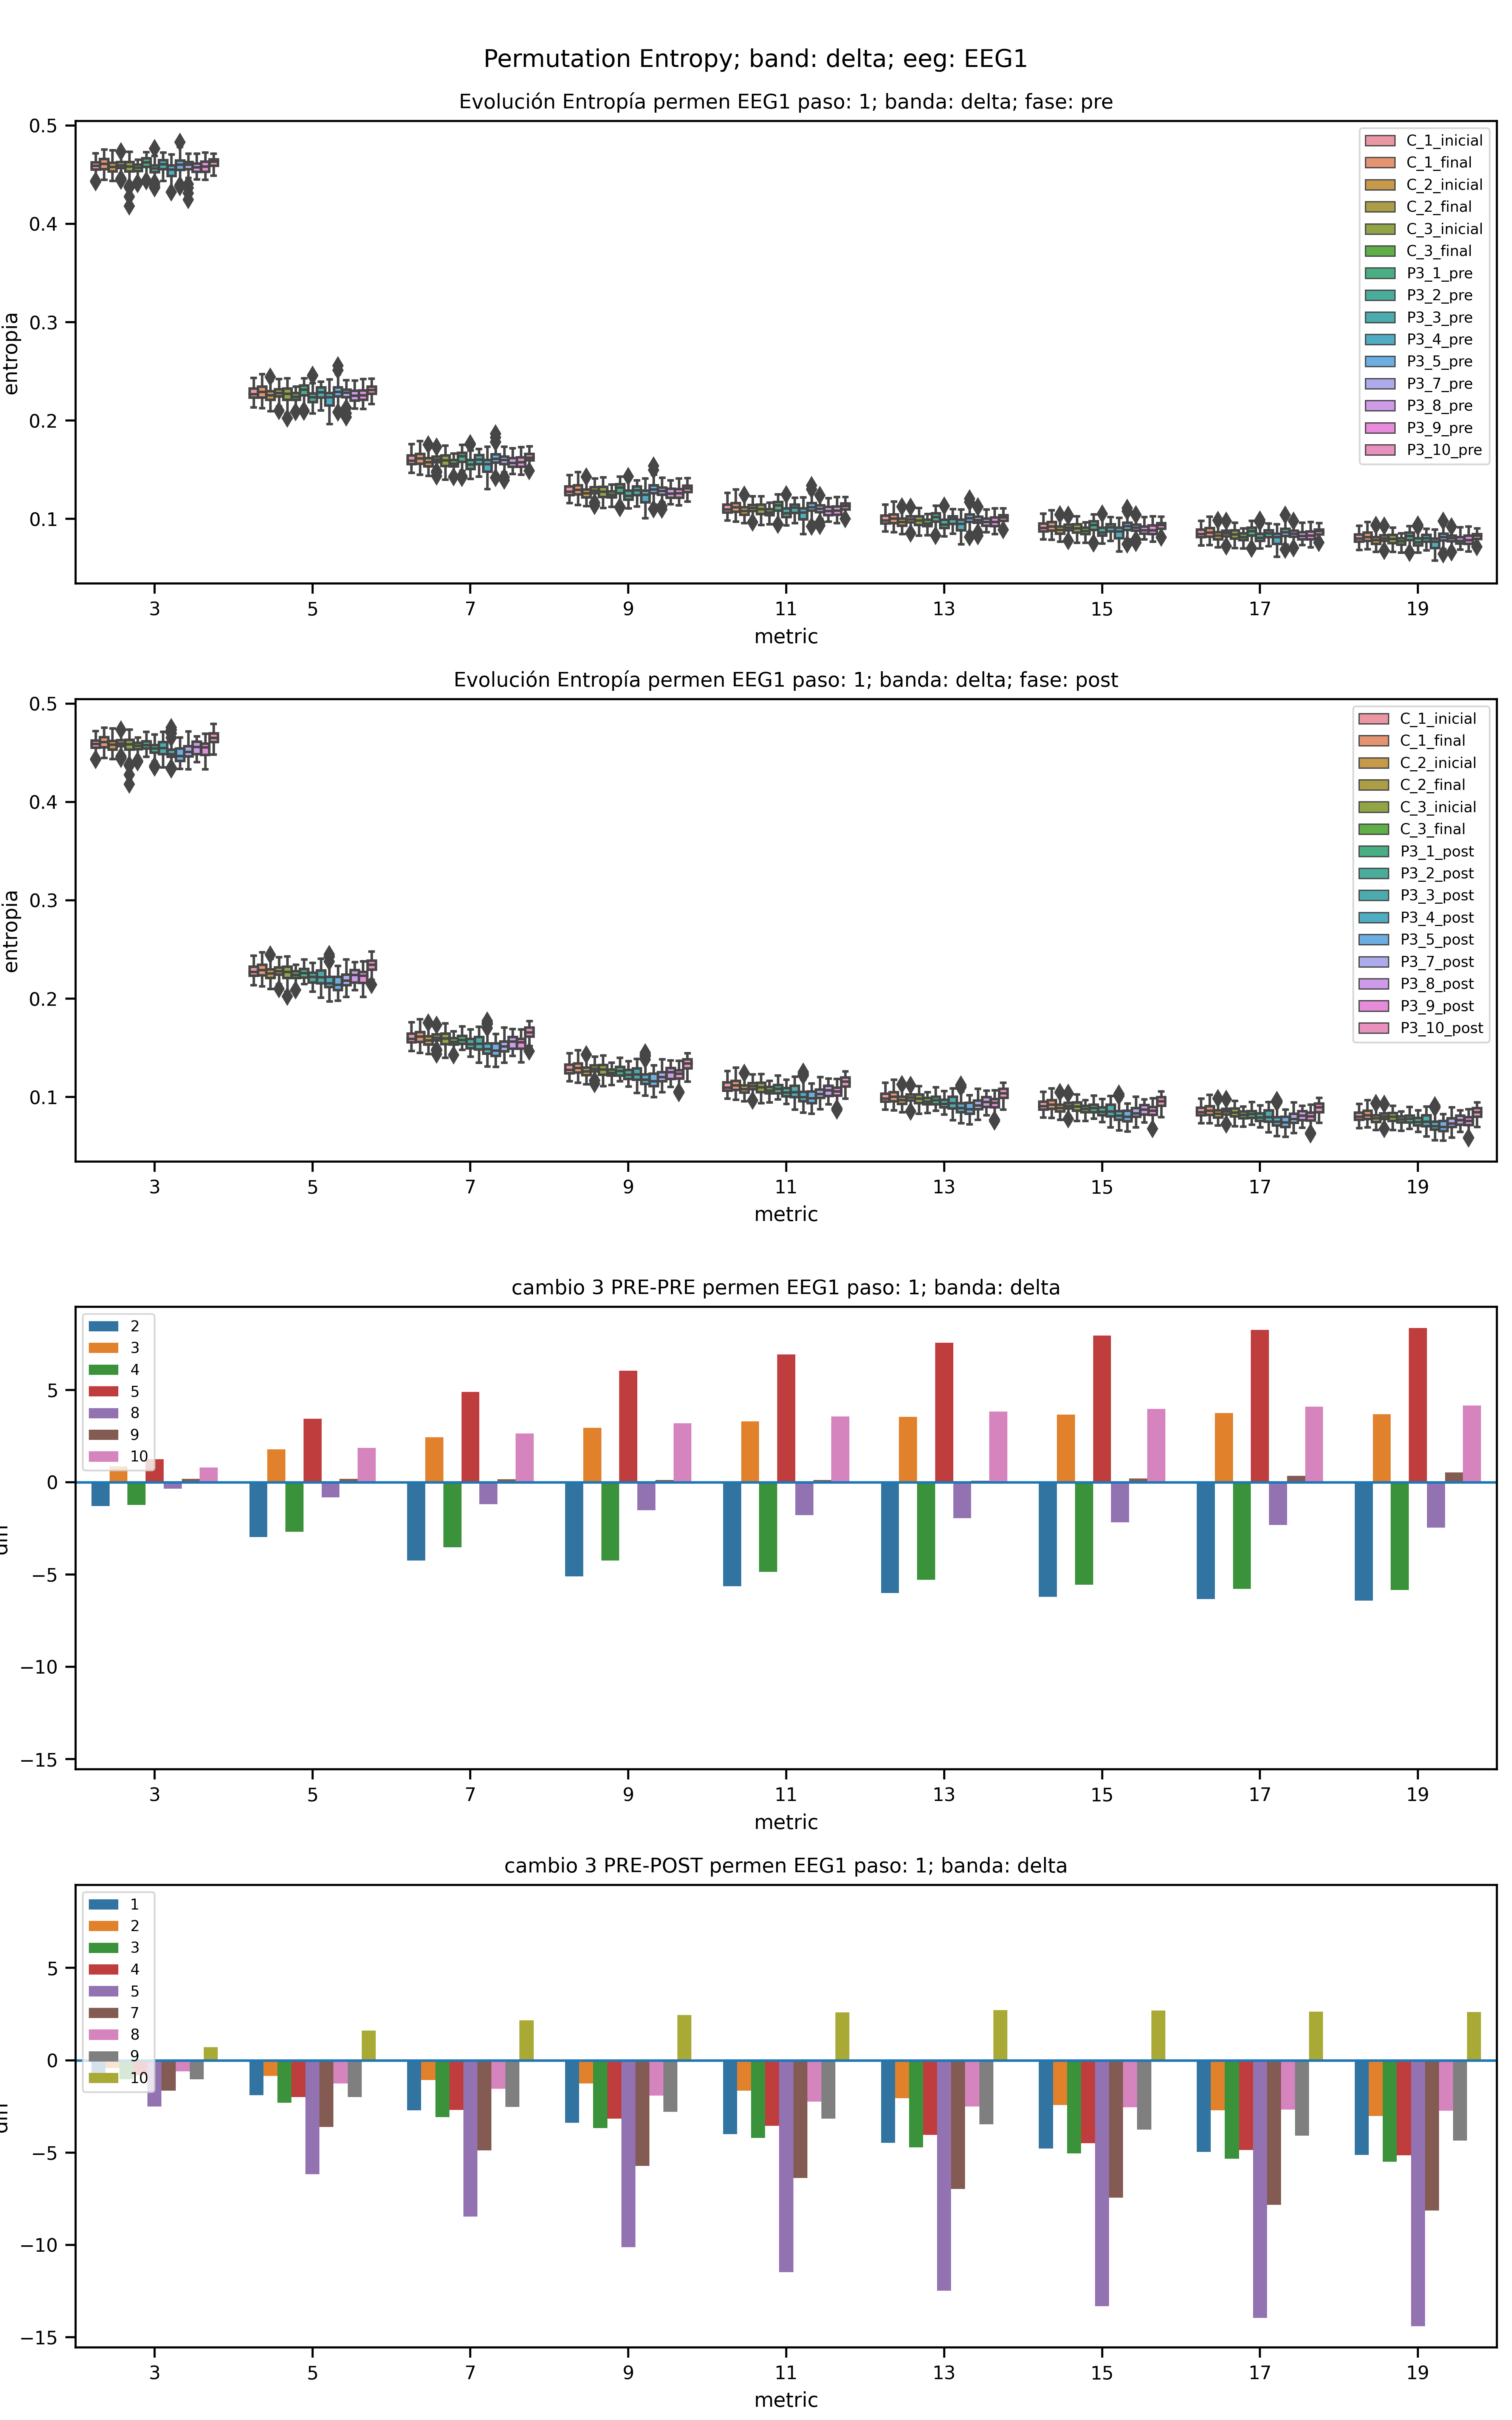 Permutation Entropy; band: delta; eeg: EEG1
Evolución Entropía permen EEG1 paso: 1; banda: delta; fase: pre
0.5
0.4
0.3
0.2
0.1
entropia
C_1_inicial
C_1_final
C_2_inicial
C_2_final
C_3_inicial
C_3_final
P3_1_pre
P3_2_pre
P3_3_pre
P3_4_pre
P3_5_pre
P3_7_pre
P3_8_pre
P3_9_pre
P3_10_pre
3 5 7 9 11 13 15 17 19
metric
Evolución Entropía permen EEG1 paso: 1; banda: delta; fase: post
0.5
0.4
0.3
0.2
0.1
entropia
C_1_inicial
C_1_final
C_2_inicial
C_2_final
C_3_inicial
C_3_final
P3_1_post
P3_2_post
P3_3_post
P3_4_post
P3_5_post
P3_7_post
P3_8_post
P3_9_post
P3_10_post
3 5 7 9 11 13 15 17 19
metric
cambio 3 PRE-PRE permen EEG1 paso: 1; banda: delta
2
3
4
5
8
9
10
5
0
−5
−10
−15
3 5 7 9 11 13 15 17 19
metric
cambio 3 PRE-POST permen EEG1 paso: 1; banda: delta
1
2
3
4
5
7
8
9
10
5
0
−5
−10
−15
3 5 7 9 11 13 15 17 19
metric